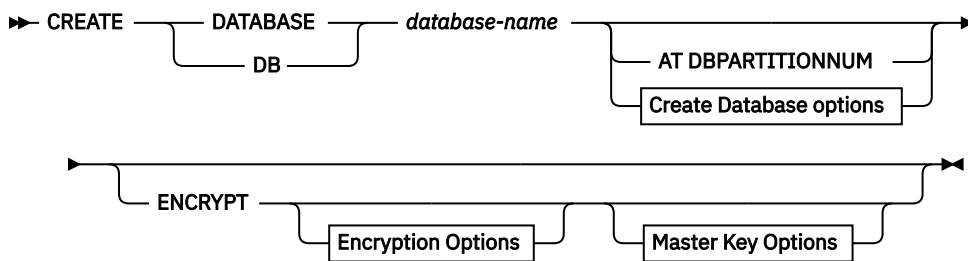 CREATE DATABASE database-name
DB AT DBPARTITIONNUM
Create Database options
ENCRYPT
Encryption Options Master Key Options